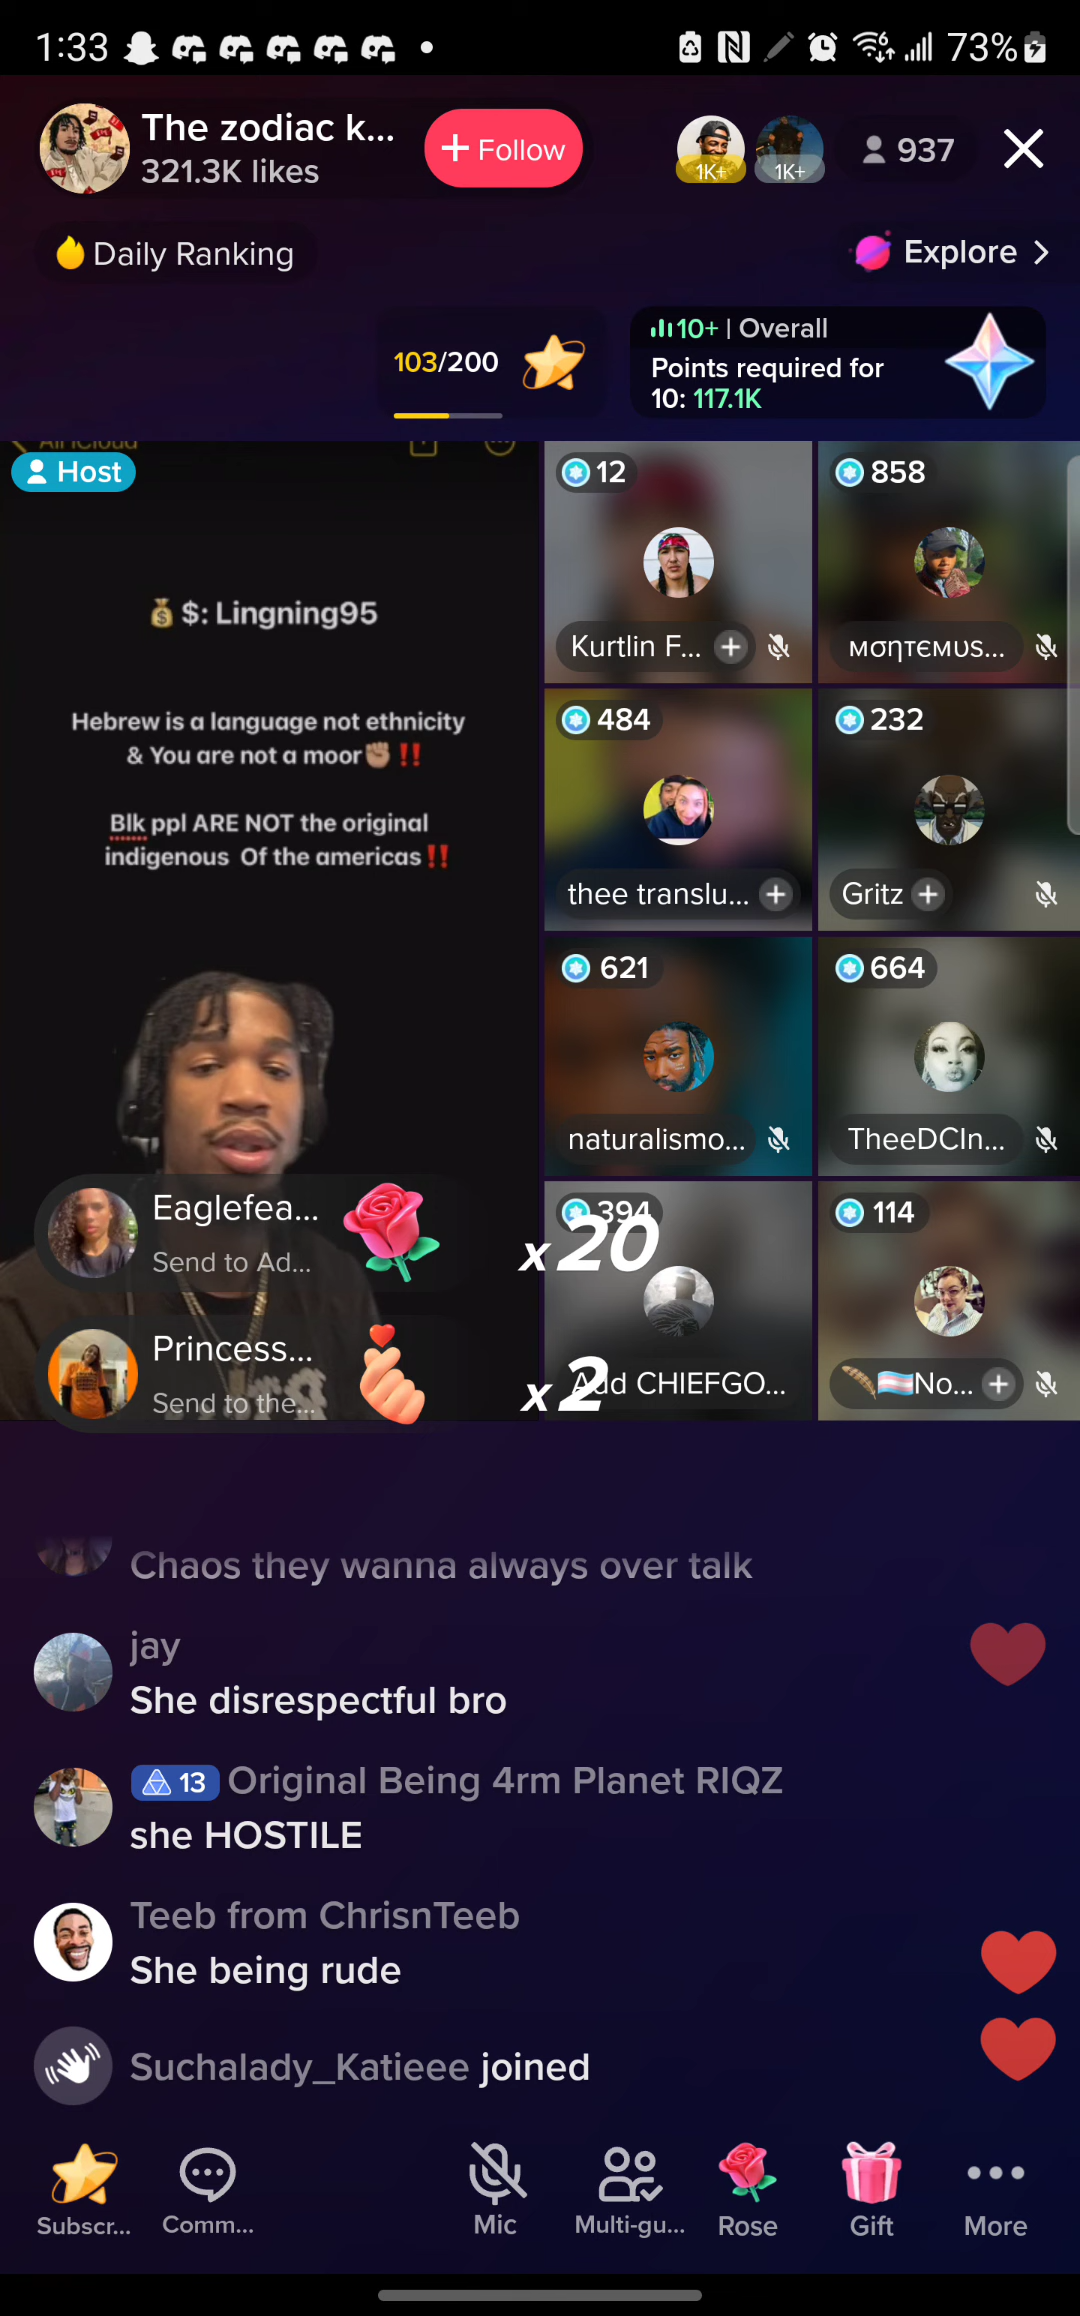 1:33
73%
The zodiac k...
321.3K likes
+ Follow
1K+
1K+
937
Daily Ranking
Explore >
103/200
10+ | Overall
Points required for
10: 117.1K
All iCloud
Host
💰 $: Lingning95
Hebrew is a language not ethnicity
& You are not a moor✊🏽‼️
Blk ppl ARE NOT the original
indigenous Of the americas‼️
12
Kurtlin F...
858
мσηтємυs...
484
thee translu...
232
Gritz
621
naturalismo...
664
TheeDCIn...
394
Add CHIEFGO...
114
🪶🏳️‍⚧️No...
Eaglefea...
Send to Ad...
x20
Princess...
Send to the...
x2
Chaos they wanna always over talk
jay
She disrespectful bro
13 Original Being 4rm Planet RIQZ
she HOSTILE
Teeb from ChrisnTeeb
She being rude
Suchalady_Katieee joined
Subscr...
Comm...
Mic
Multi-gu...
Rose
Gift
More